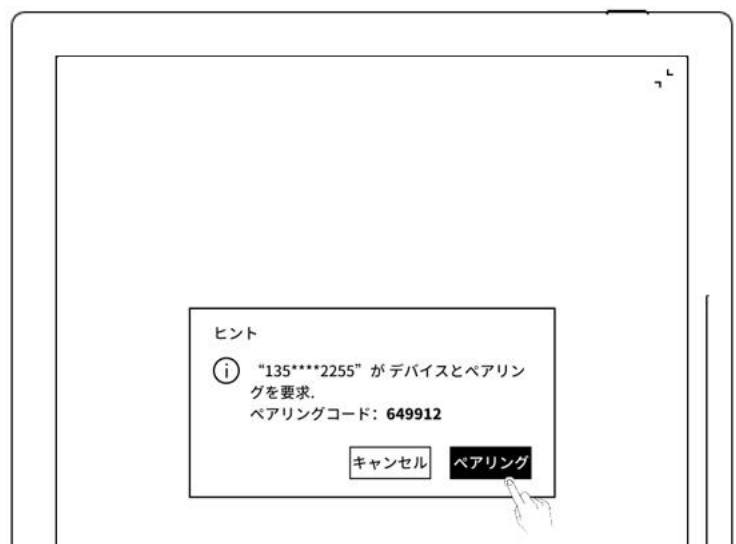 ヒント
“135****2255” が デバイスとペアリン
グを要求.
ペアリングコード: 649912
キャンセル ペアリング